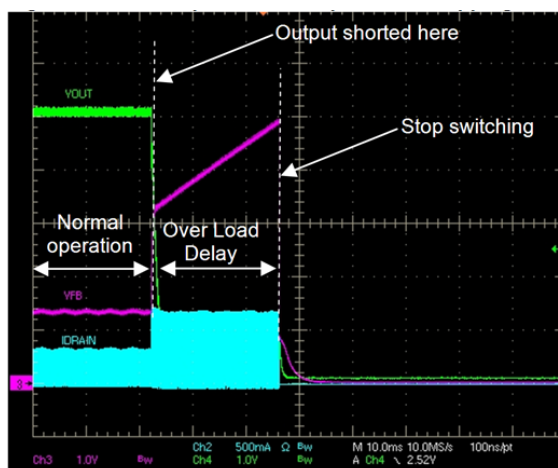 Output shorted here
VOUT
Stop switching
Normal
operation
Over Load
Delay
VFB
IDRAIN
3
Ch3 1.0V Bw
Ch2 500mA Ω Bw
Ch4 1.0V Bw
M 10.0ms 10.0MS/s 100ns/pt
A Ch4 \ 2.52V